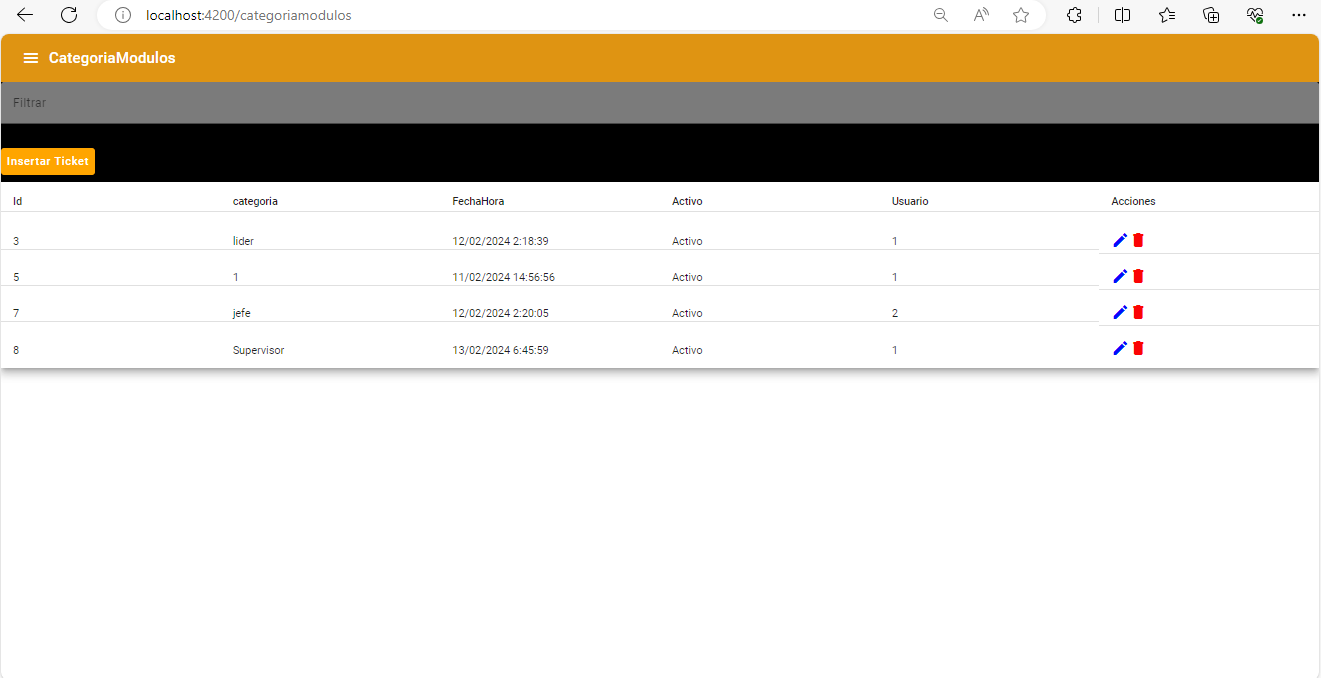 localhost:4200/categoriamodulos
CategoriaModulos
Filtrar
Insertar Ticket
Id categoria FechaHora Activo Usuario Acciones
3 lider 12/02/2024 2:18:39 Activo 1
5 1 11/02/2024 14:56:56 Activo 1
7 jefe 12/02/2024 2:20:05 Activo 2
8 Supervisor 13/02/2024 6:45:59 Activo 1